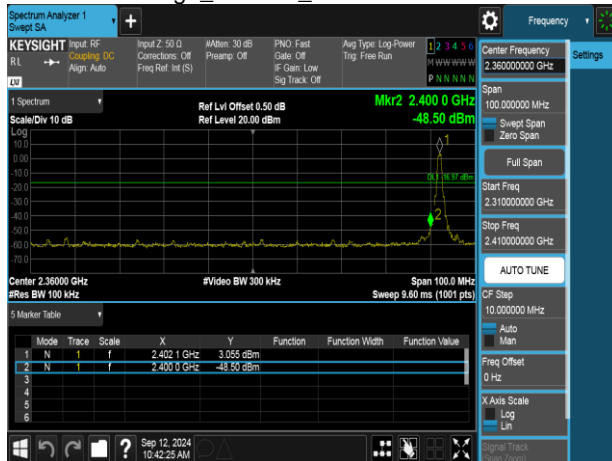 Spectrum Analyzer 1
Swept SA
+
Frequency
KEYSIGHT
RL
LXI
Input: RF
Coupling: DC
Align: Auto
Input Z: 50 Ω
Corrections: Off
Freq Ref: Int (S)
#Atten: 30 dB
Preamp: Off
PNO: Fast
Gate: Off
IF Gain: Low
Sig Track: Off
Avg Type: Log-Power
Trig: Free Run
1 2 3 4 5 6
M W W W W W
P N N N N N
1 Spectrum
Scale/Div 10 dB
Ref Lvl Offset 0.50 dB
Ref Level 20.00 dBm
Mkr2 2.400 0 GHz
-48.50 dBm
Log
10.0
0.00
-10.0
-20.0
-30.0
-40.0
-50.0
-60.0
-70.0
1
DL1 -16.97 dBm
2
Center 2.36000 GHz
#Res BW 100 kHz
#Video BW 300 kHz
Span 100.0 MHz
Sweep 9.60 ms (1001 pts)
5 Marker Table
Mode Trace Scale X Y Function Function Width Function Value
1 N 1 f 2.402 1 GHz 3.055 dBm
2 N 1 f 2.400 0 GHz -48.50 dBm
3
4
5
6
Sep 12, 2024
10:42:25 AM
?
Center Frequency
2.360000000 GHz
Settings
Span
100.000000 MHz
Swept Span
Zero Span
Full Span
Start Freq
2.310000000 GHz
Stop Freq
2.410000000 GHz
AUTO TUNE
CF Step
10.000000 MHz
Auto
Man
Freq Offset
0 Hz
X Axis Scale
Log
Lin
Signal Track
(Span Zoom)